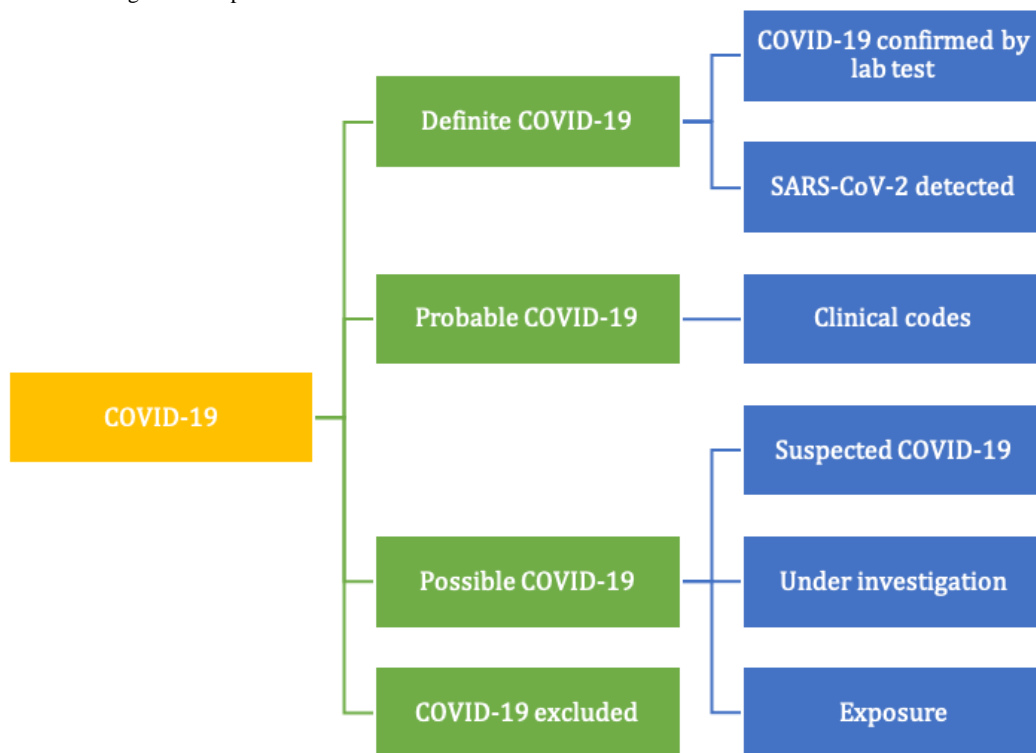 COVID-19 confirmed by
lab test
Definite COVID-19
SARS-CoV-2 detected
Probable COVID-19
Clinical codes
COVID-19
Suspected COVID-19
Possible COVID-19
Under investigation
COVID-19 excluded
Exposure